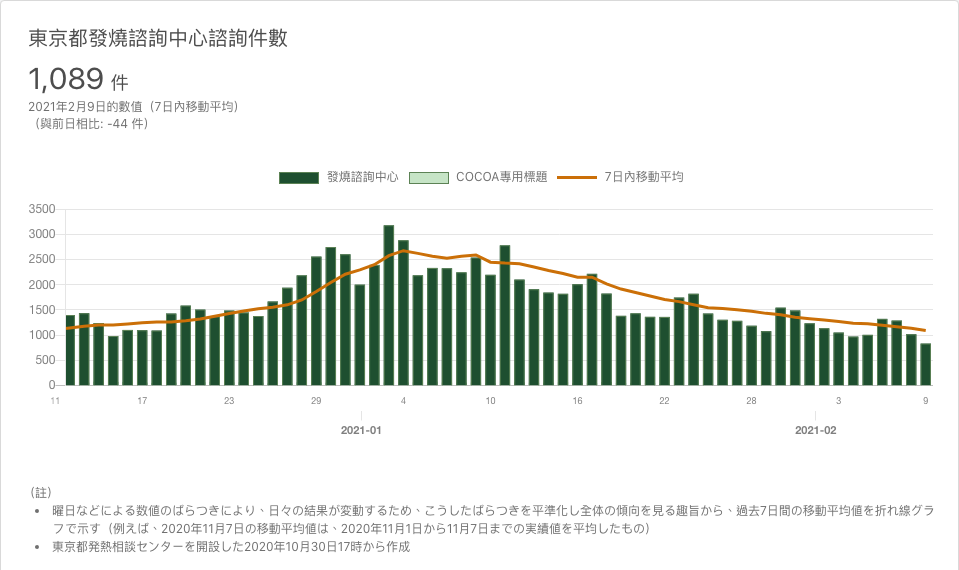 東京都發燒諮詢中心諮詢件數
1,089 件
2021年2月9日的數值（7日內移動平均）
（與前日相比: -44 件）
發燒諮詢中心 COCOA專用標題 7日內移動平均
3500
3000
2500
2000
1500
1000
500
0
11 17 23 29 4 10 16 22 28 3 9
2021-01 2021-02
（註）
• 曜日などによる数値のばらつきにより、日々の結果が変動するため、こうしたばらつきを平準化し全体の傾向を見る趣旨から、過去7日間の移動平均値を折れ線グラ
フで示す（例えば、2020年11月7日の移動平均値は、2020年11月1日から11月7日までの実績値を平均したもの）
• 東京都発熱相談センターを開設した2020年10月30日17時から作成